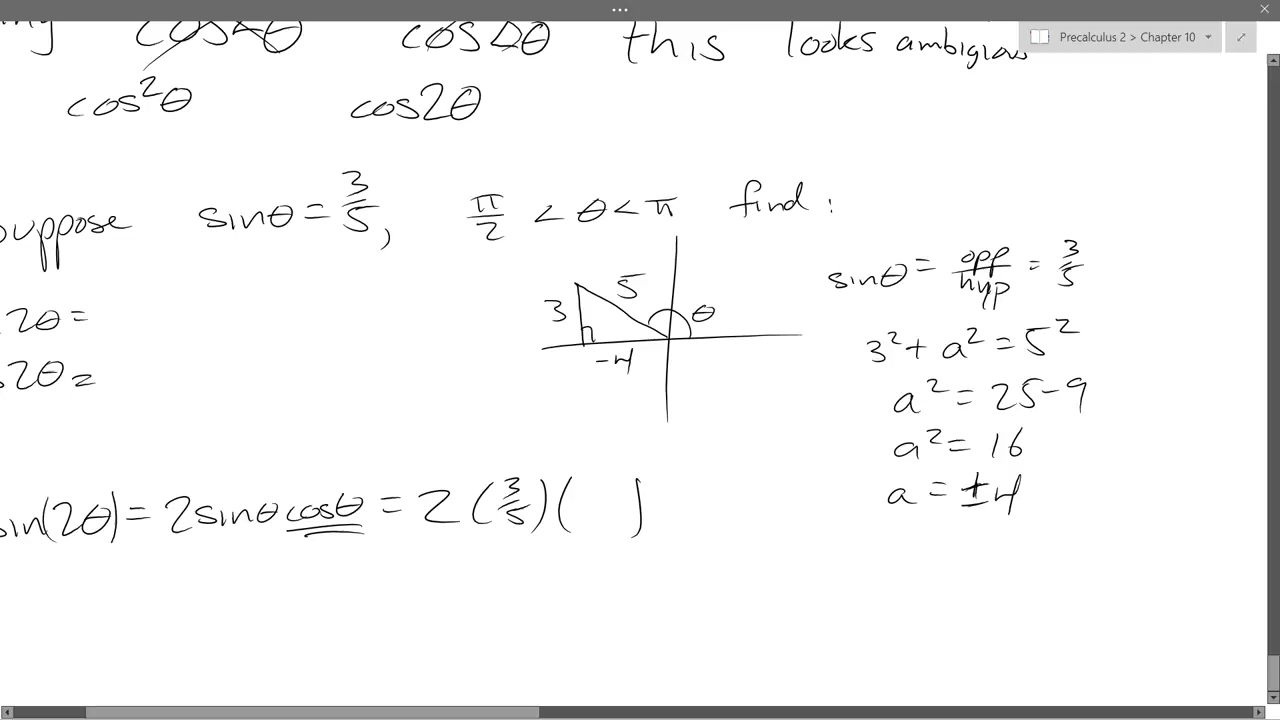 Precalculus 2 > Chapter 10
cos2θ cos2θ this looks ambigious
cos²θ cos2θ
suppose sinθ = 3/5, π/2 < θ < π find:
2θ =
2θ =
3 5 θ
-4
sinθ = opp/hyp = 3/5
3² + a² = 5²
a² = 25-9
a² = 16
a = ±4
sin(2θ) = 2sinθcosθ = 2(3/5)( )